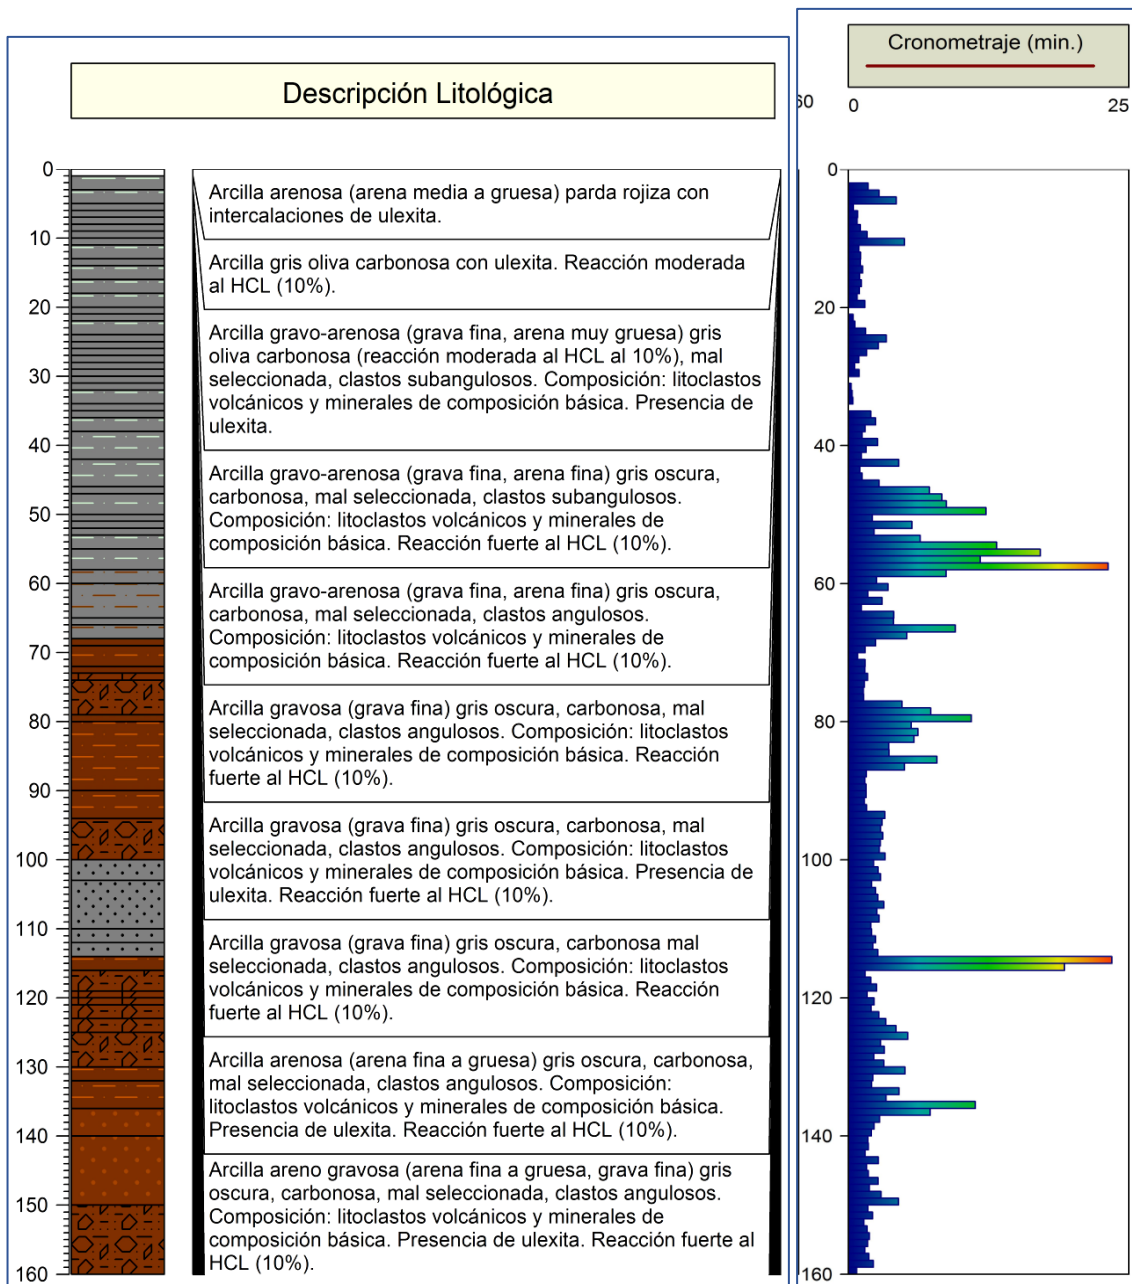 Cronometraje (min.)
Descripción Litológica
60
0
25
0
10
20
30
40
50
60
70
80
90
100
110
120
130
140
150
160
Arcilla arenosa (arena media a gruesa) parda rojiza con
intercalaciones de ulexita.
Arcilla gris oliva carbonosa con ulexita. Reacción moderada
al HCL (10%).
Arcilla gravo-arenosa (grava fina, arena muy gruesa) gris
oliva carbonosa (reacción moderada al HCL al 10%), mal
seleccionada, clastos subangulosos. Composición: litoclastos
volcánicos y minerales de composición básica. Presencia de
ulexita.
Arcilla gravo-arenosa (grava fina, arena fina) gris oscura,
carbonosa, mal seleccionada, clastos subangulosos.
Composición: litoclastos volcánicos y minerales de
composición básica. Reacción fuerte al HCL (10%).
Arcilla gravo-arenosa (grava fina, arena fina) gris oscura,
carbonosa, mal seleccionada, clastos angulosos.
Composición: litoclastos volcánicos y minerales de
composición básica. Reacción fuerte al HCL (10%).
Arcilla gravosa (grava fina) gris oscura, carbonosa, mal
seleccionada, clastos angulosos. Composición: litoclastos
volcánicos y minerales de composición básica. Reacción
fuerte al HCL (10%).
Arcilla gravosa (grava fina) gris oscura, carbonosa, mal
seleccionada, clastos angulosos. Composición: litoclastos
volcánicos y minerales de composición básica. Presencia de
ulexita. Reacción fuerte al HCL (10%).
Arcilla gravosa (grava fina) gris oscura, carbonosa mal
seleccionada, clastos angulosos. Composición: litoclastos
volcánicos y minerales de composición básica. Reacción
fuerte al HCL (10%).
Arcilla arenosa (arena fina a gruesa) gris oscura, carbonosa,
mal seleccionada, clastos angulosos. Composición:
litoclastos volcánicos y minerales de composición básica.
Presencia de ulexita. Reacción fuerte al HCL (10%).
Arcilla areno gravosa (arena fina a gruesa, grava fina) gris
oscura, carbonosa, mal seleccionada, clastos angulosos.
Composición: litoclastos volcánicos y minerales de
composición básica. Presencia de ulexita. Reacción fuerte al
HCL (10%).
0
20
40
60
80
100
120
140
160